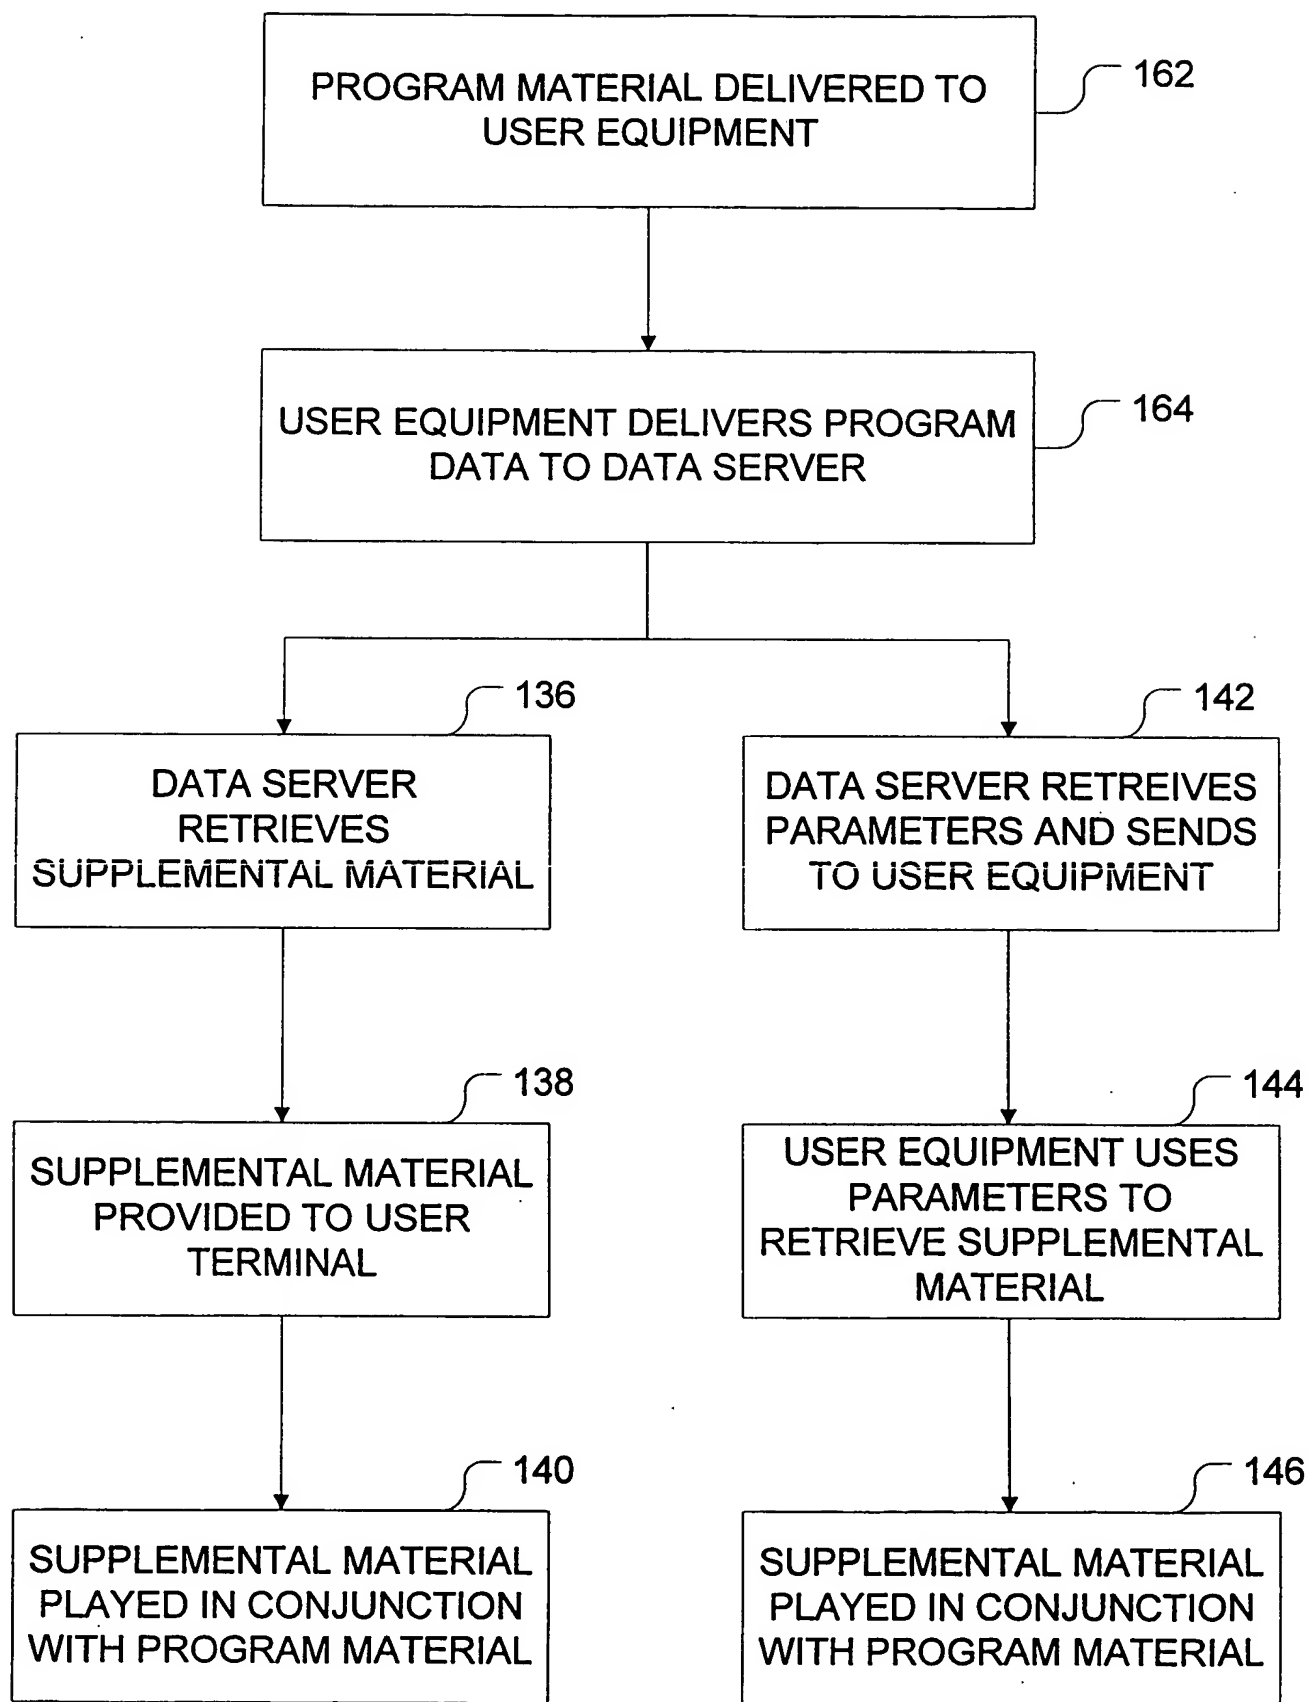 PROGRAM MATERIAL DELIVERED TO
USER EQUIPMENT
162
USER EQUIPMENT DELIVERS PROGRAM
DATA TO DATA SERVER
164
136
DATA SERVER
RETRIEVES
SUPPLEMENTAL MATERIAL
142
DATA SERVER RETREIVES
PARAMETERS AND SENDS
TO USER EQUIPMENT
138
SUPPLEMENTAL MATERIAL
PROVIDED TO USER
TERMINAL
144
USER EQUIPMENT USES
PARAMETERS TO
RETRIEVE SUPPLEMENTAL
MATERIAL
140
SUPPLEMENTAL MATERIAL
PLAYED IN CONJUNCTION
WITH PROGRAM MATERIAL
146
SUPPLEMENTAL MATERIAL
PLAYED IN CONJUNCTION
WITH PROGRAM MATERIAL